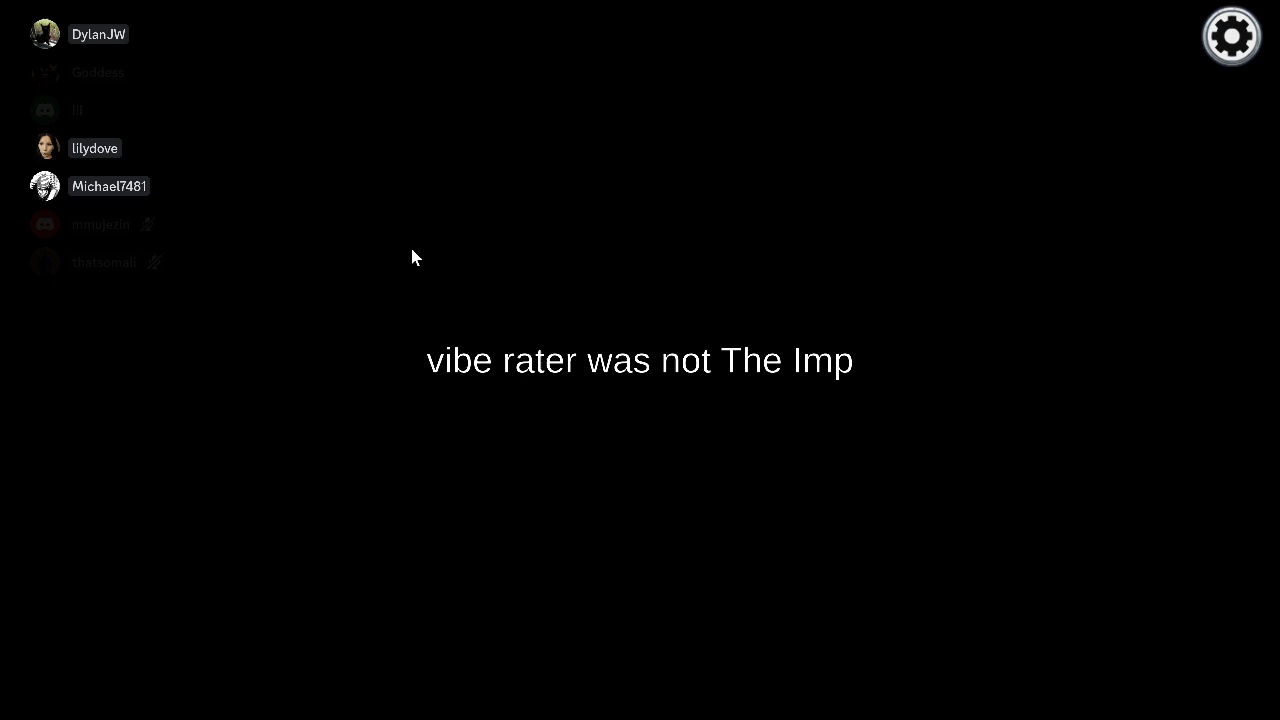 DylanJW
Goddess
lilydove
Michael7481
mmujezin
thatsomali
vibe rater was not The Imp